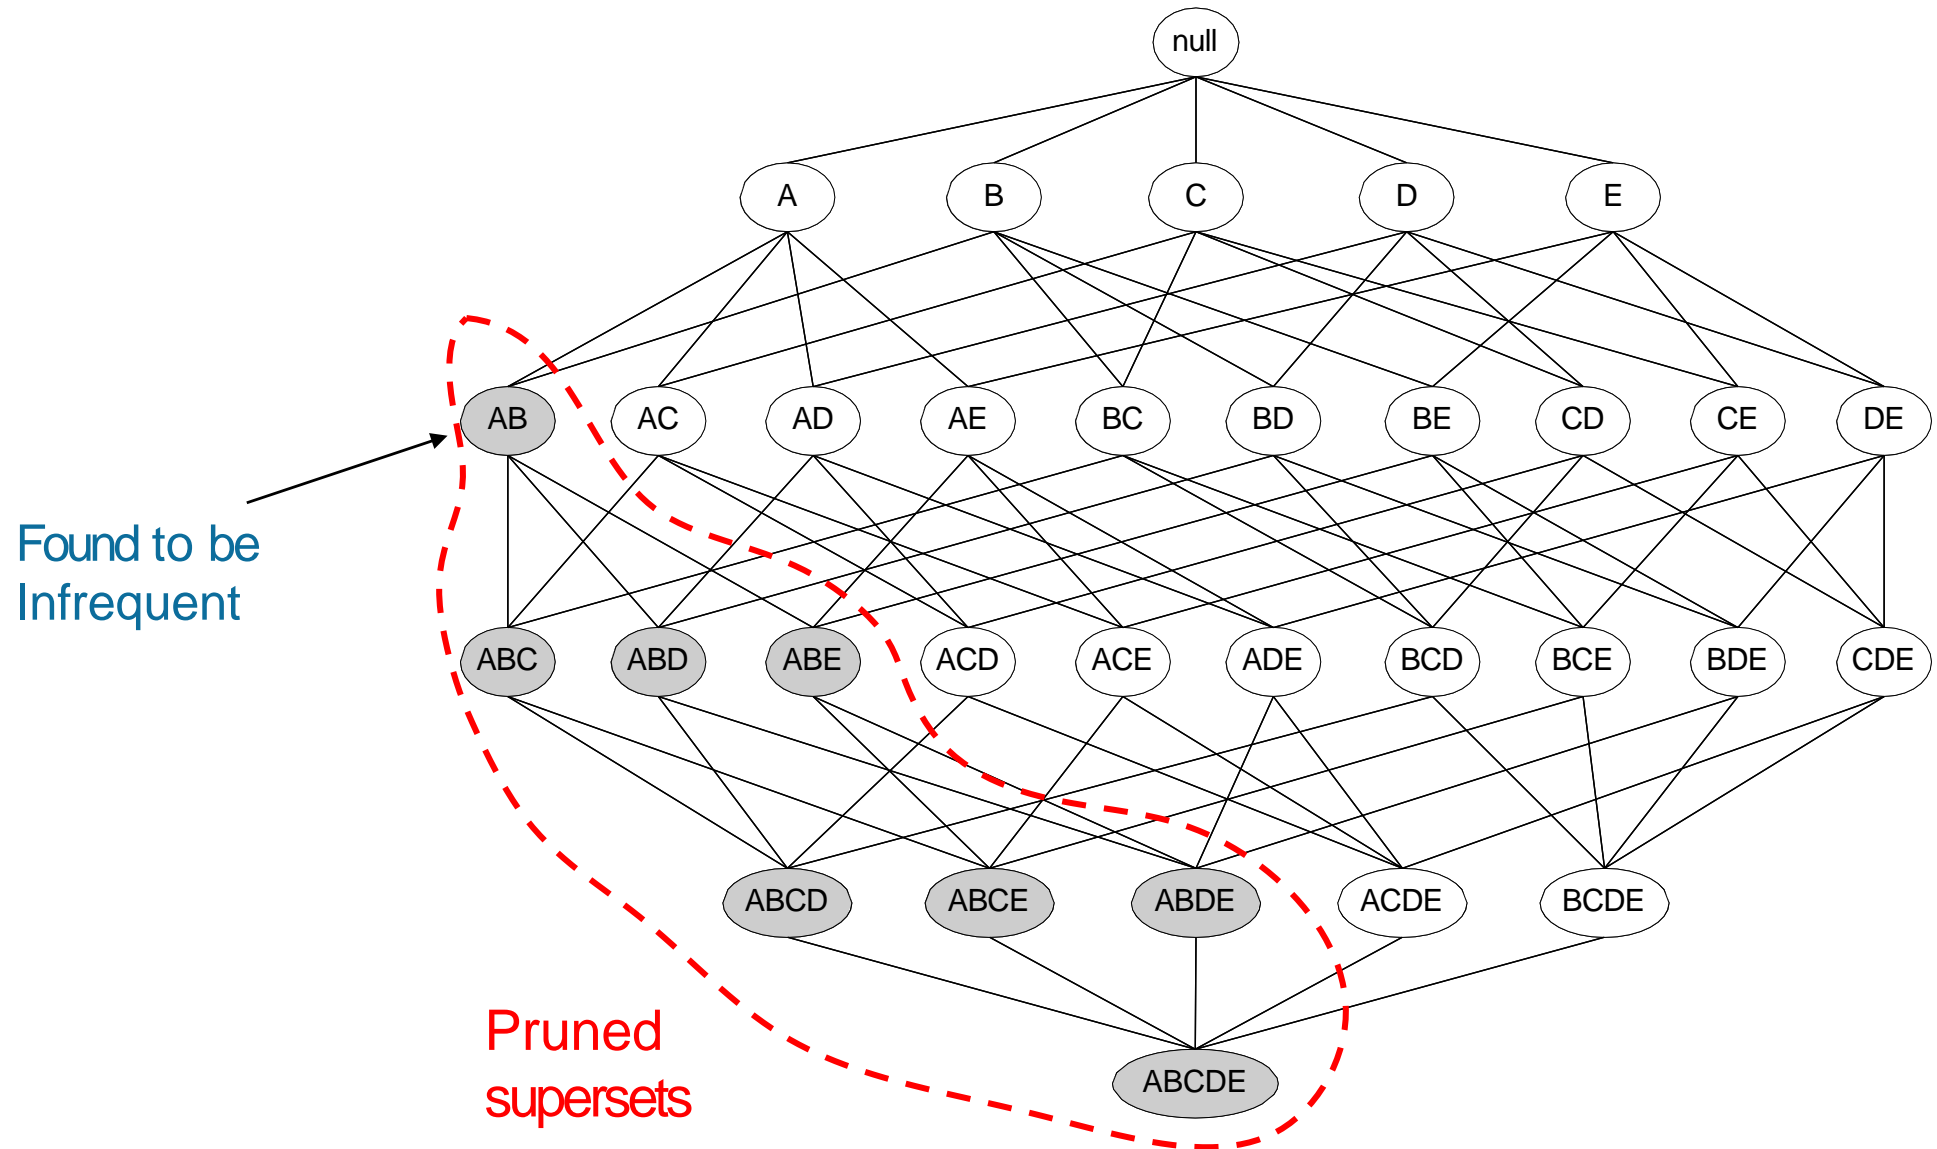 null
A B C D E
AB AC AD AE BC BD BE CD CE DE
Found to be
Infrequent
ABC ABD ABE ACD ACE ADE BCD BCE BDE CDE
ABCD ABCE ABDE ACDE BCDE
Pruned
supersets
ABCDE